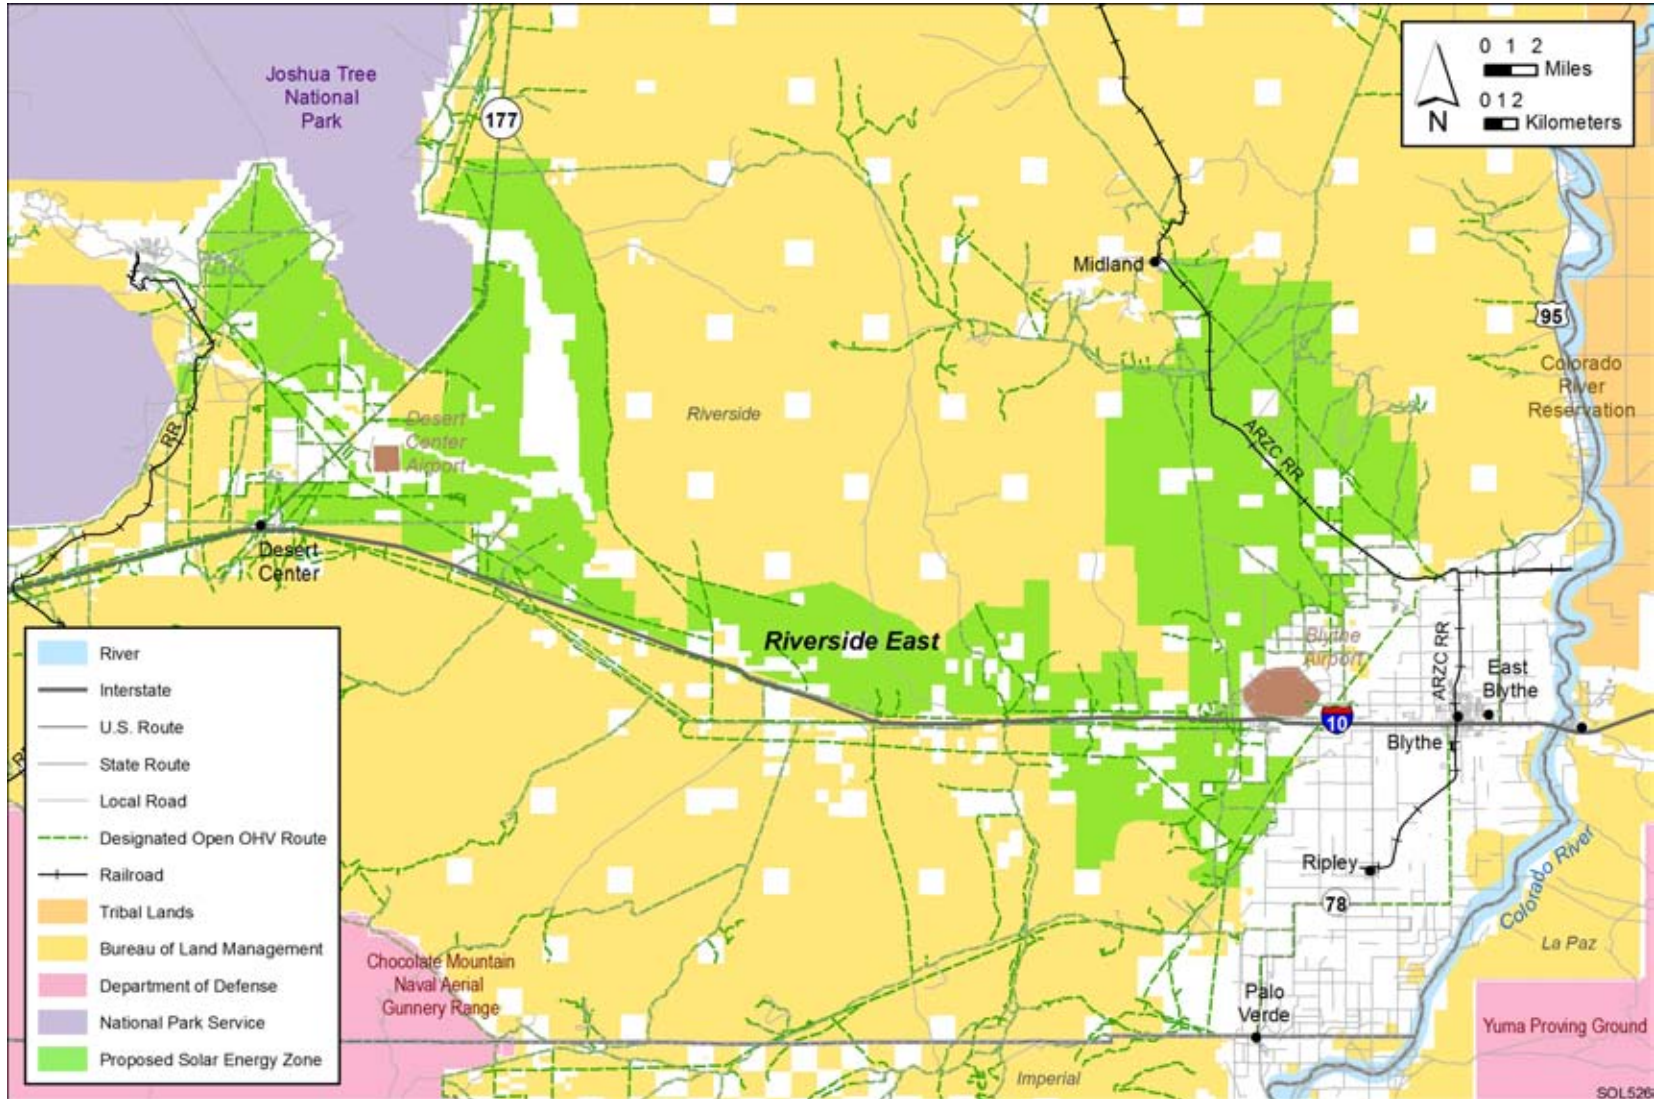 Joshua Tree
National
Park
177
0 1 2
Miles
0 1 2
Kilometers
N
Midland
95
Colorado
River
Reservation
Riverside
Desert
Center
Airport
RR
ARZC RR
Desert
Center
Riverside East
Blythe
Airport
ARZC RR
East
Blythe
10
Blythe
Ripley
78
Colorado River
La Paz
Chocolate Mountain
Naval Aerial
Gunnery Range
Palo
Verde
Yuma Proving Ground
Imperial
River
Interstate
U.S. Route
State Route
Local Road
Designated Open OHV Route
Railroad
Tribal Lands
Bureau of Land Management
Department of Defense
National Park Service
Proposed Solar Energy Zone